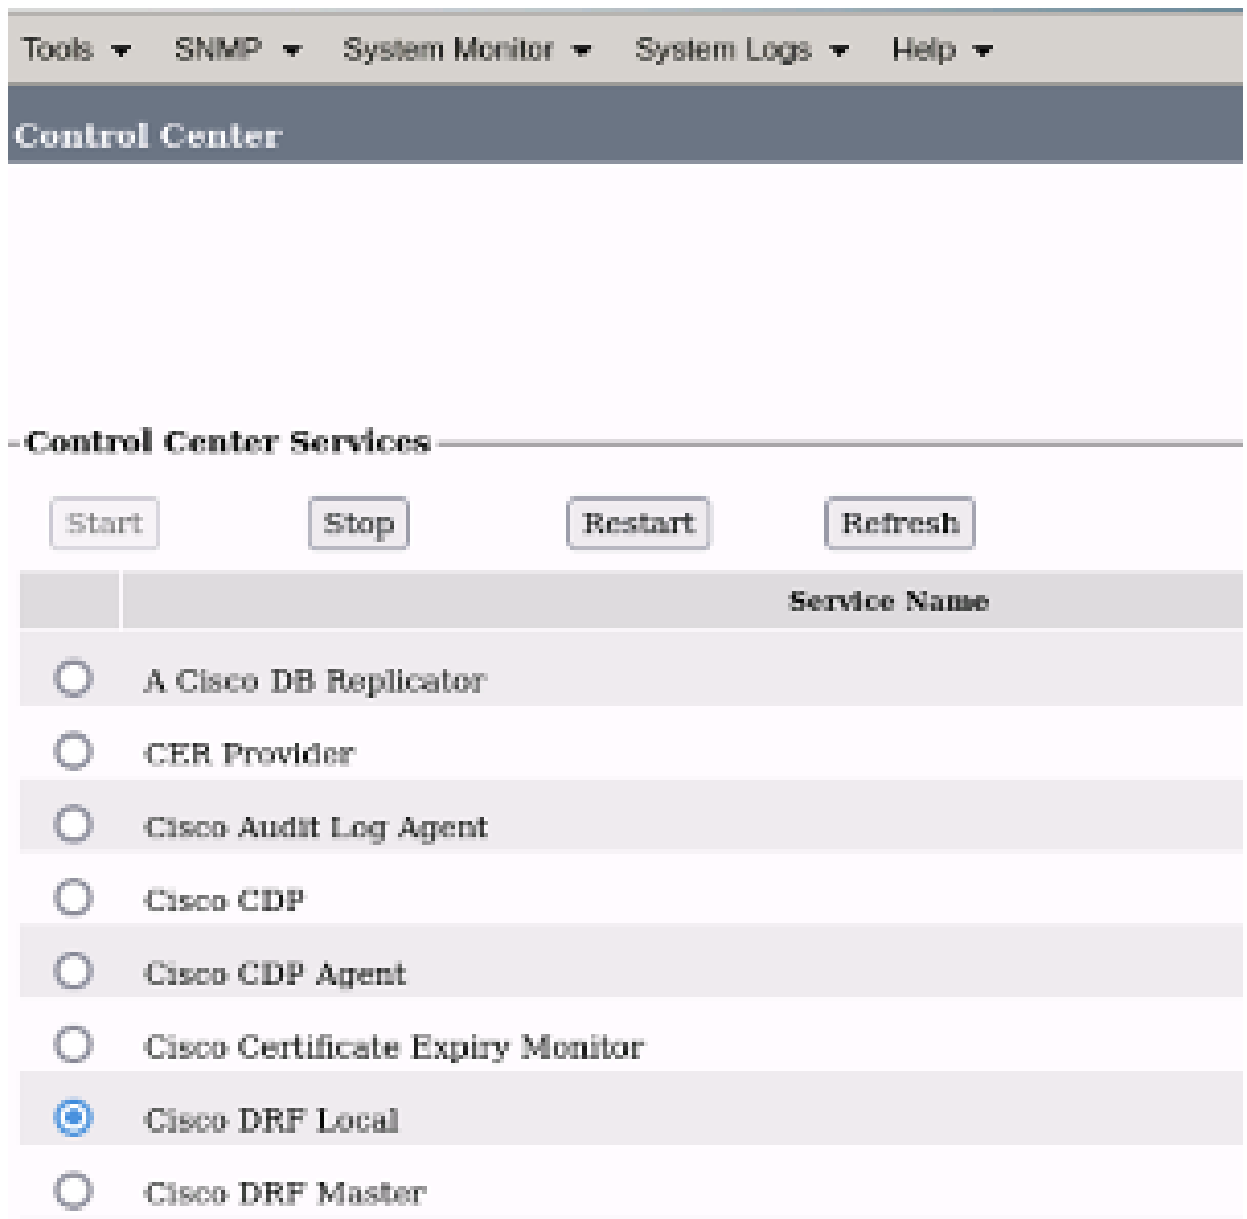 Tools SNMP System Monitor System Logs Help
Control Center
Control Center Services
Start Stop Restart Refresh
Service Name
A Cisco DB Replicator
CER Provider
Cisco Audit Log Agent
Cisco CDP
Cisco CDP Agent
Cisco Certificate Expiry Monitor
Cisco DRF Local
Cisco DRF Master